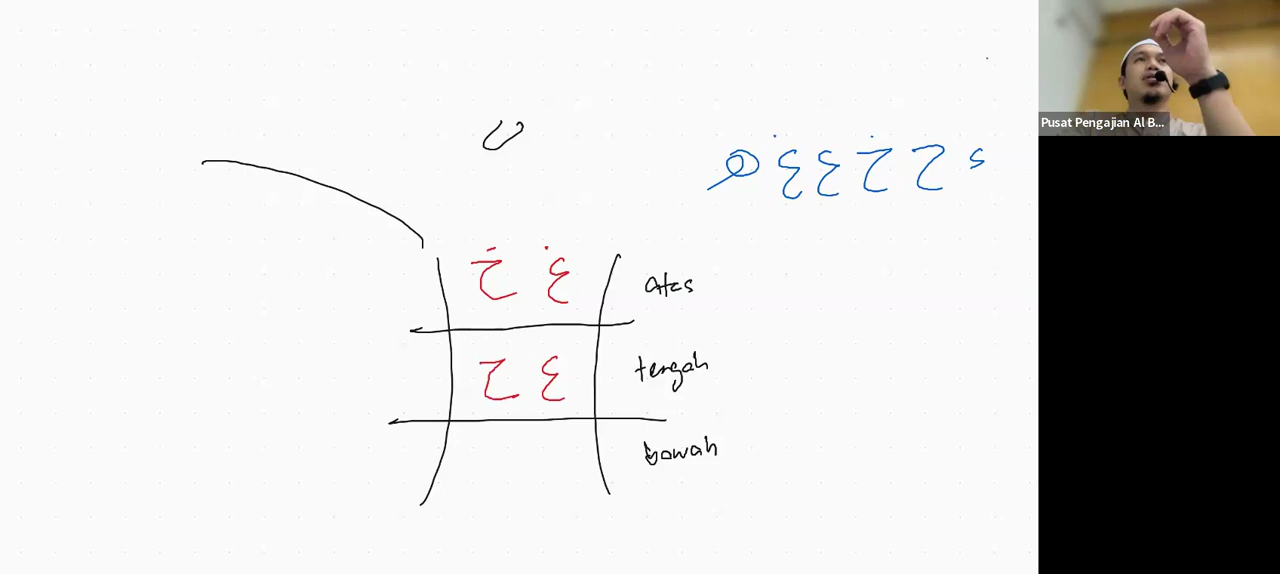 ء ح خ ع غ ه
غ خ
Atas
ع ح
tengah
bawah
Pusat Pengajian Al B...